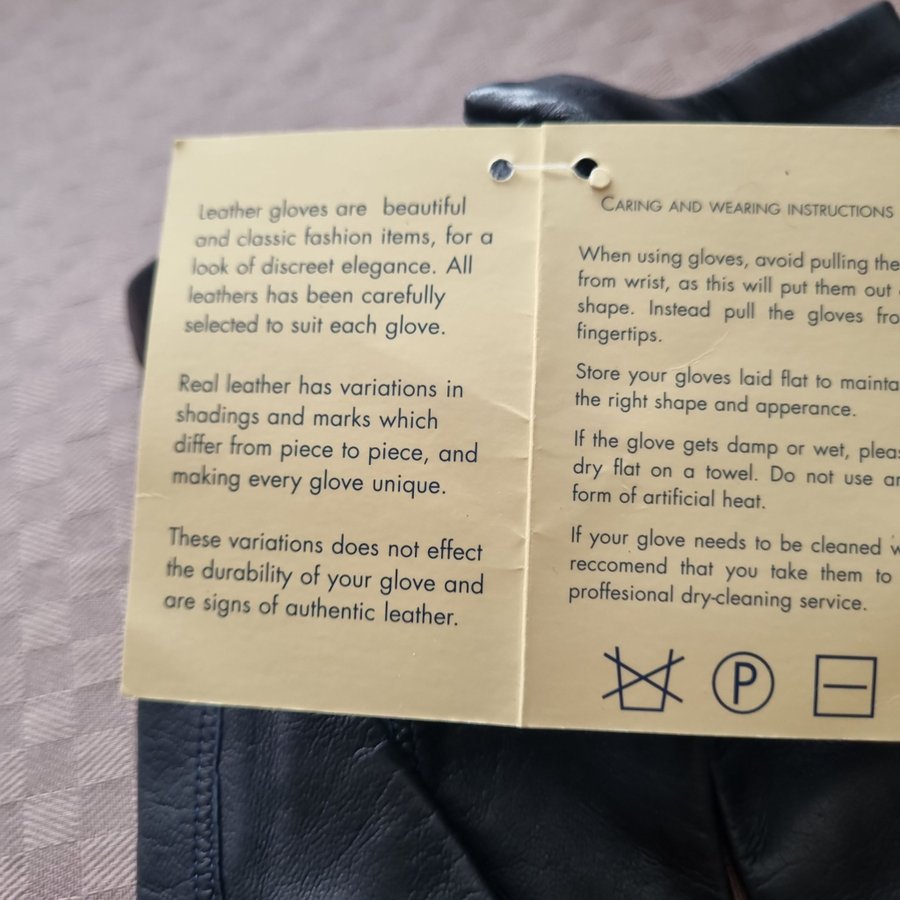 Leather gloves are beautiful
and classic fashion items, for a
look of discreet elegance. All
leathers has been carefully
selected to suit each glove.
Real leather has variations in
shadings and marks which
differ from piece to piece, and
making every glove unique.
These variations does not effect
the durability of your glove and
are signs of authentic leather.
CARING AND WEARING INSTRUCTIONS
When using gloves, avoid pulling
from wrist, as this will put them out
shape. Instead pull the gloves
fingertips.
Store your gloves laid flat to
the right shape and apperance.
If the glove gets damp or wet,
dry flat on a towel. Do not use
form of artificial heat.
If your glove needs to be cleaned
reccomend that you take them to
proffesional dry-cleaning service.
P